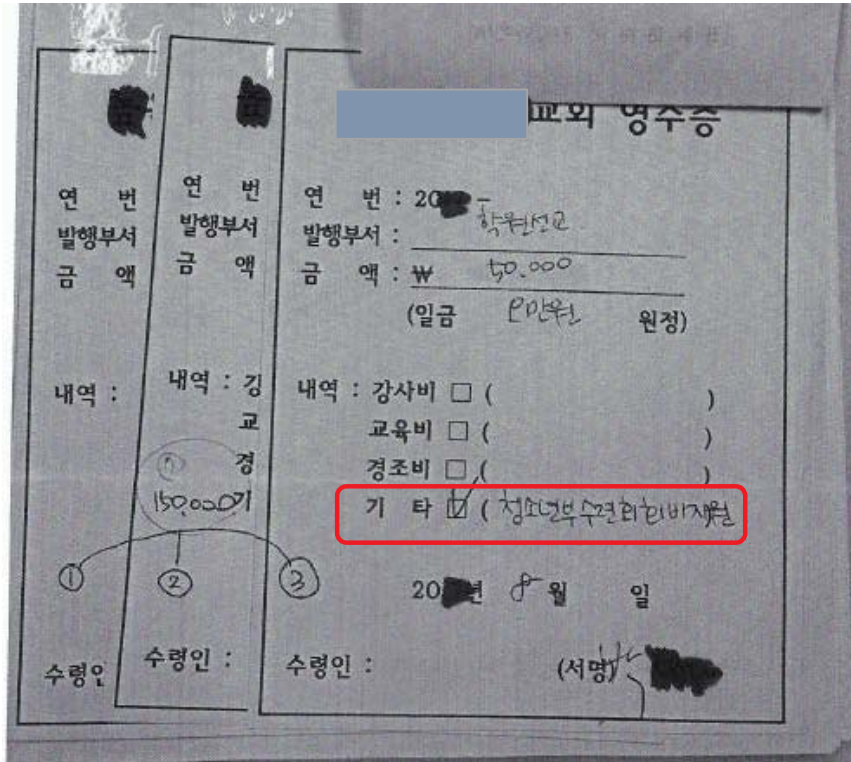 연 번
발행부서
금 액
내역 :
수령인
연 번
발행부서
금 액
내역 : 강
교
경
150,000기
① ② ③
수령인 :
교회 영수증
연 번 : 20 -
발행부서 : 학원선교
금 액 : ₩ 50.000
(일금 오만원 원정)
내역 : 강사비 □ ( )
교육비 □ ( )
경조비 □ ( )
기 타 ☑ ( 청소년부수련회회비지원
20 년 8월 일
수령인 : (서명)